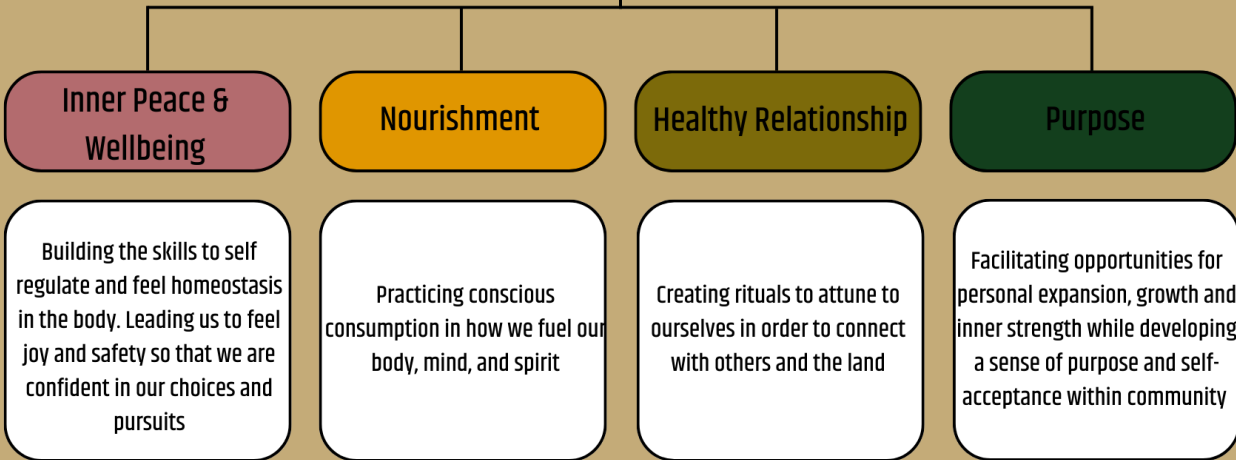 Inner Peace &
Wellbeing
Nourishment
Healthy Relationship
Purpose
Building the skills to self
regulate and feel homeostasis
in the body. Leading us to feel
joy and safety so that we are
confident in our choices and
pursuits
Practicing conscious
consumption in how we fuel our
body, mind, and spirit
Creating rituals to attune to
ourselves in order to connect
with others and the land
Facilitating opportunities for
personal expansion, growth and
inner strength while developing
a sense of purpose and self-
acceptance within community